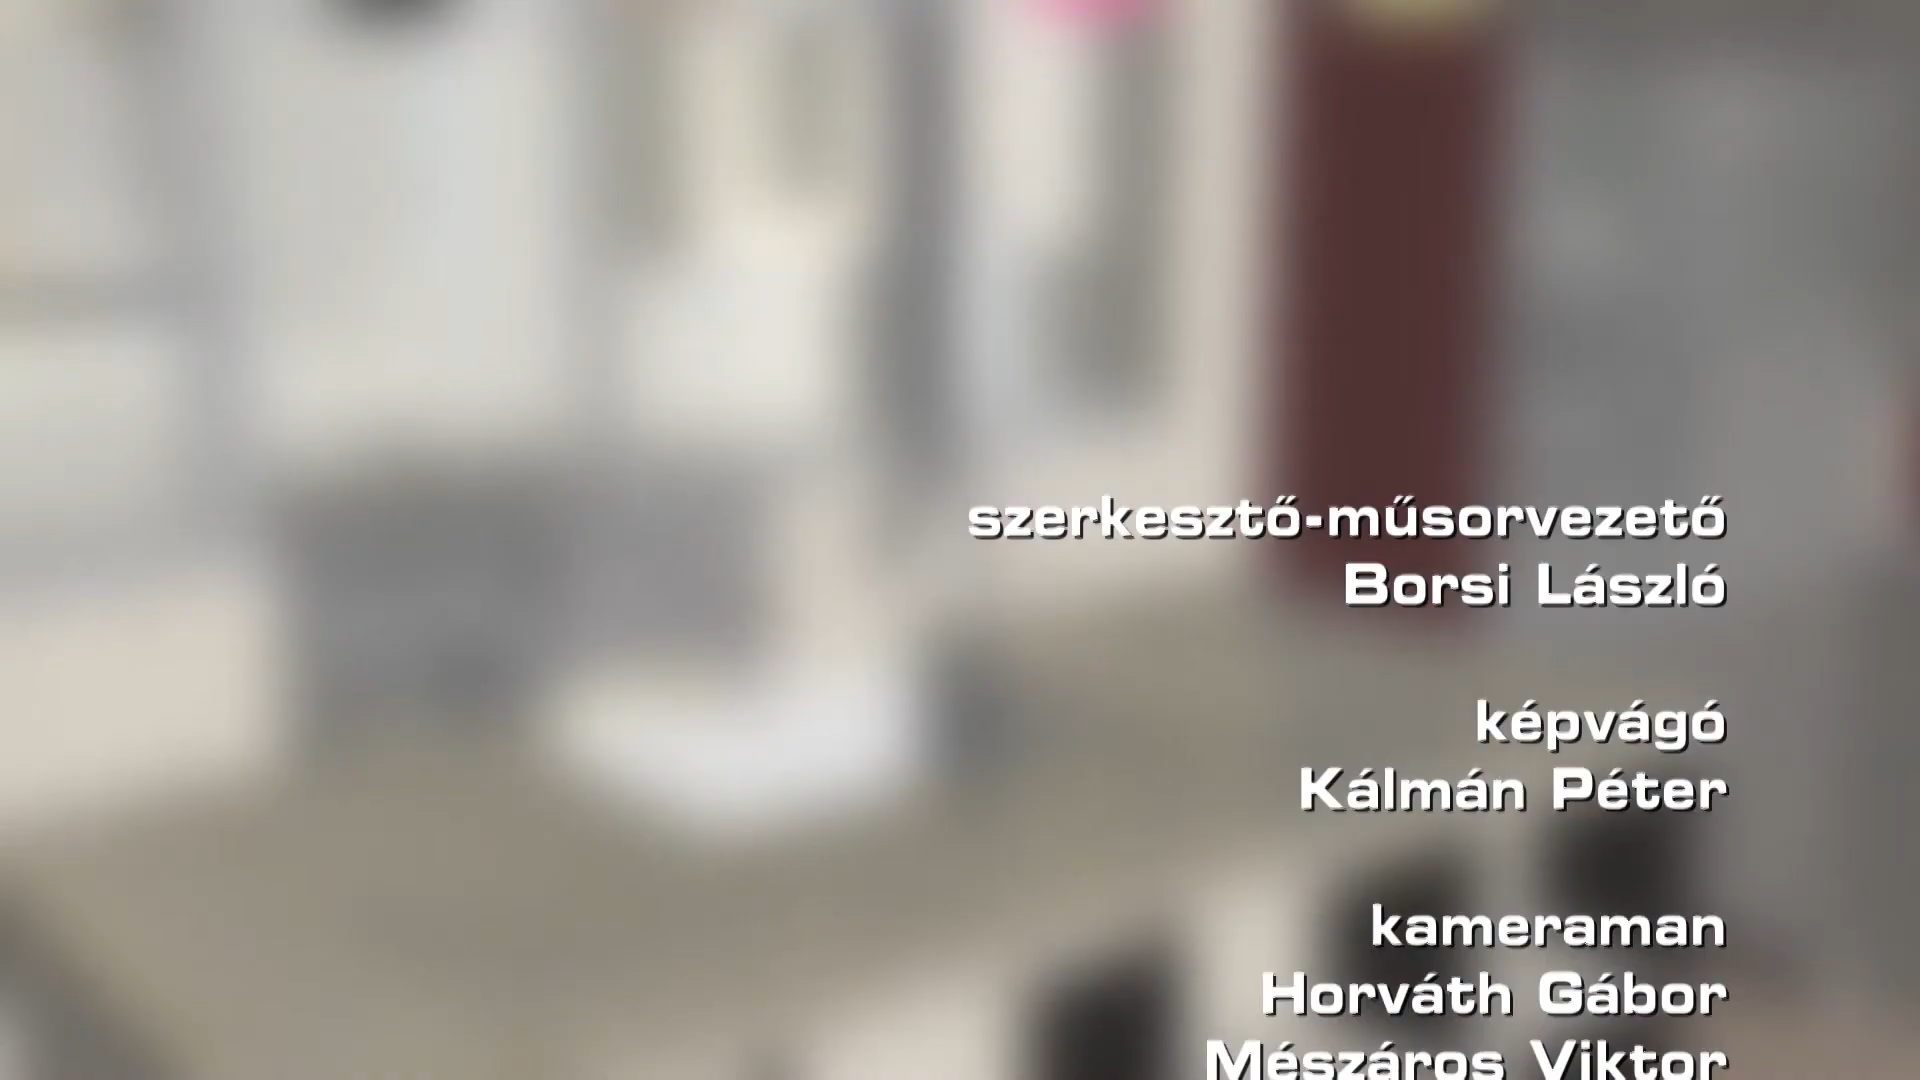 szerkesztő-műsorvezető
Borsi László
képvágó
Kálmán Péter
kameraman
Horváth Gábor
Mészáros Viktor